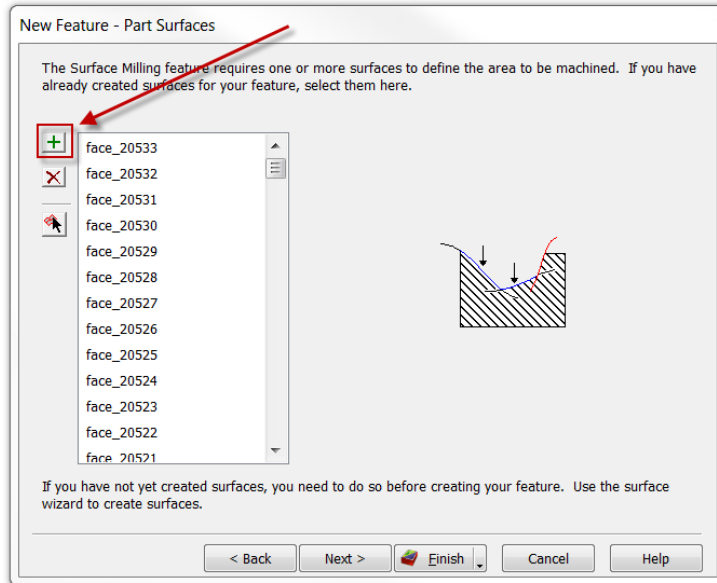 New Feature - Part Surfaces
The Surface Milling feature requires one or more surfaces to define the area to be machined. If you have
already created surfaces for your feature, select them here.
face_20533
face_20532
face_20531
face_20530
face_20529
face_20528
face_20527
face_20526
face_20525
face_20524
face_20523
face_20522
face_20521
If you have not yet created surfaces, you need to do so before creating your feature. Use the surface
wizard to create surfaces.
< Back Next > Finish Cancel Help